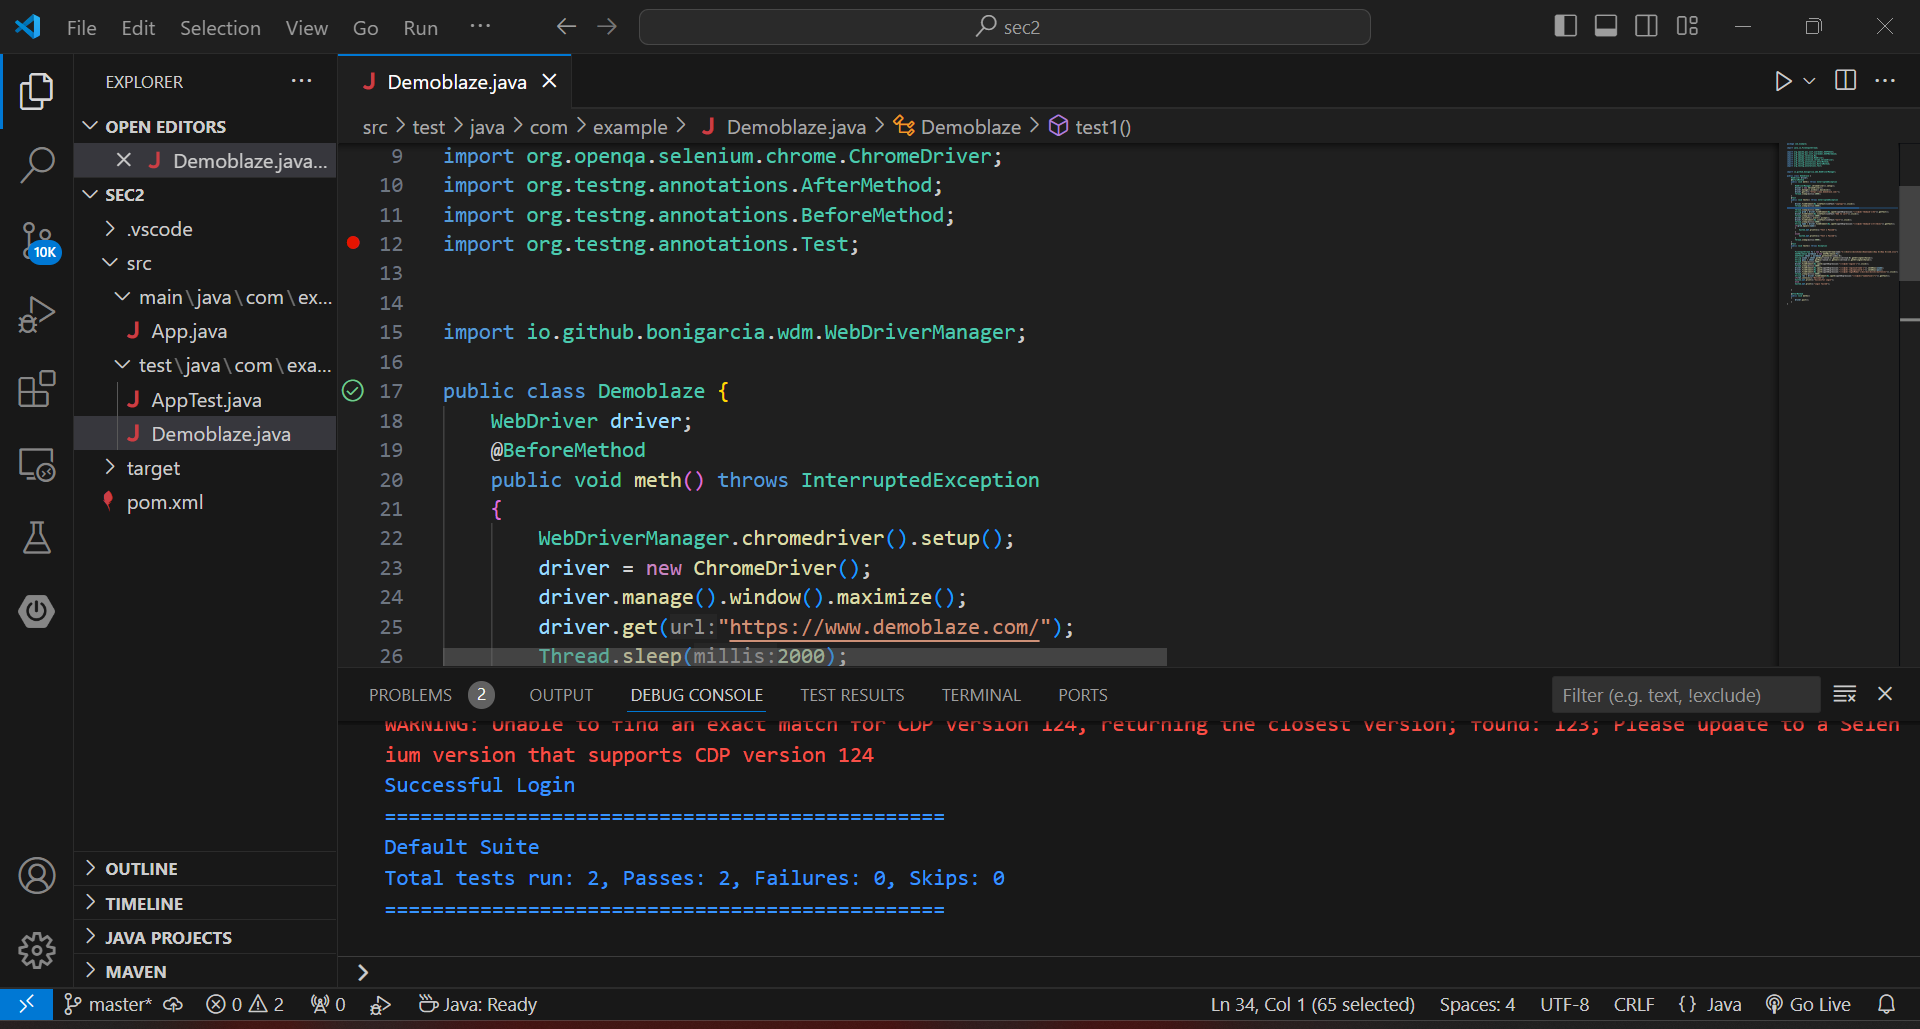 File Edit Selection View Go Run ··· sec2
EXPLORER ···
OPEN EDITORS
Demoblaze.java...
SEC2
.vscode
src
main\java\com\ex...
App.java
test\java\com\exa...
AppTest.java
Demoblaze.java
target
pom.xml
10K
OUTLINE
TIMELINE
JAVA PROJECTS
MAVEN
Demoblaze.java
src > test > java > com > example > Demoblaze.java > Demoblaze > test1()
9 import org.openqa.selenium.chrome.ChromeDriver;
10 import org.testng.annotations.AfterMethod;
11 import org.testng.annotations.BeforeMethod;
12 import org.testng.annotations.Test;
13
14
15 import io.github.bonigarcia.wdm.WebDriverManager;
16
17 public class Demoblaze {
18 WebDriver driver;
19 @BeforeMethod
20 public void meth() throws InterruptedException
21 {
22 WebDriverManager.chromedriver().setup();
23 driver = new ChromeDriver();
24 driver.manage().window().maximize();
25 driver.get(url:"https://www.demoblaze.com/");
26 Thread.sleep(millis:2000);
PROBLEMS 2 OUTPUT DEBUG CONSOLE TEST RESULTS TERMINAL PORTS Filter (e.g. text, !exclude)
WARNING: Unable to find an exact match for CDP version 124, returning the closest version; found: 123; Please update to a Selen
ium version that supports CDP version 124
Successful Login
===============================================
Default Suite
Total tests run: 2, Passes: 2, Failures: 0, Skips: 0
===============================================
master* 0 2 0 Java: Ready Ln 34, Col 1 (65 selected) Spaces: 4 UTF-8 CRLF {} Java Go Live